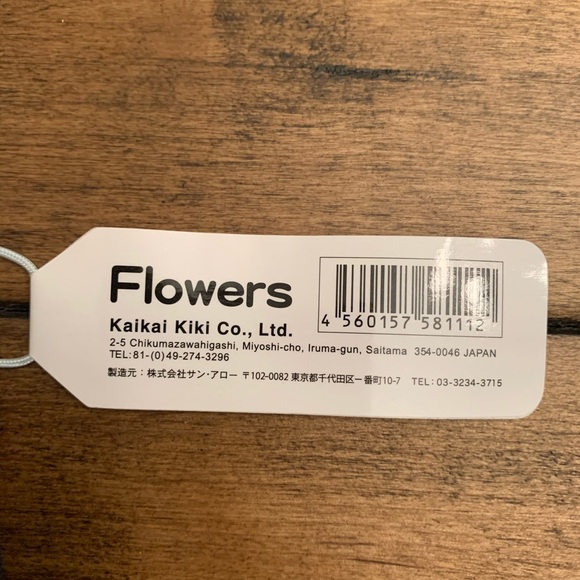 Flowers
4 560157 581112
Kaikai Kiki Co., Ltd.
2-5 Chikumazawahigashi, Miyoshi-cho, Iruma-gun, Saitama 354-0046 JAPAN
TEL:81-(0)49-274-3296
製造元：株式会社サン・アロー 〒102-0082 東京都千代田区一番町10-7 TEL：03-3234-3715